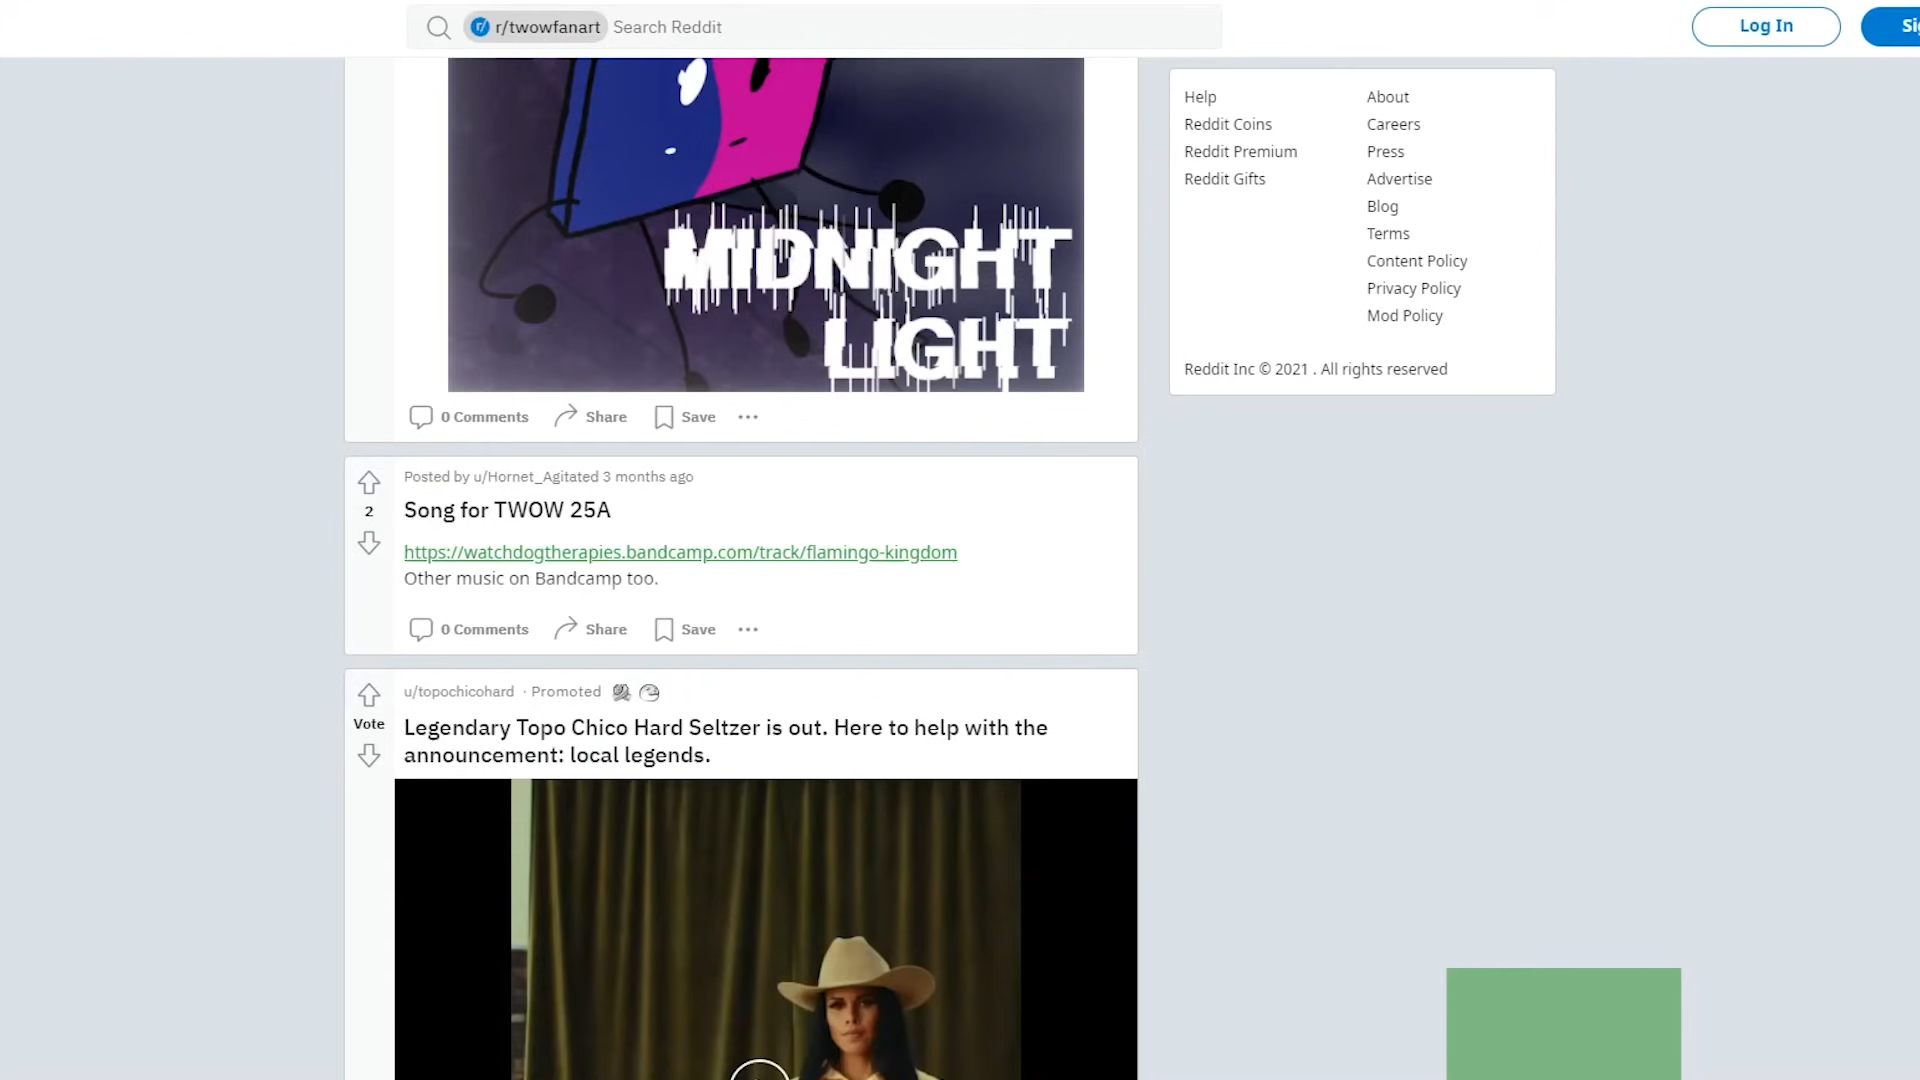 r/twowfanart Search Reddit
Log In
Help
About
Reddit Coins
Careers
Reddit Premium
Press
Reddit Gifts
Advertise
Blog
Terms
Content Policy
Privacy Policy
Mod Policy
Reddit Inc © 2021 . All rights reserved
MIDNIGHT
LIGHT
0 Comments Share Save
Posted by u/Hornet_Agitated 3 months ago
2
Song for TWOW 25A
https://watchdogtherapies.bandcamp.com/track/flamingo-kingdom
Other music on Bandcamp too.
0 Comments Share Save
u/topochicohard · Promoted
Vote
Legendary Topo Chico Hard Seltzer is out. Here to help with the
announcement: local legends.